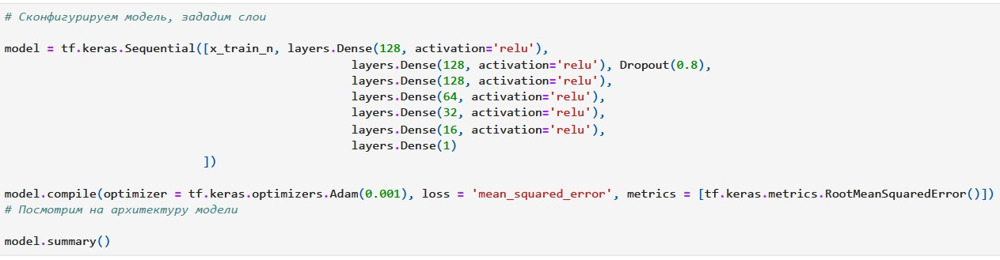 # Сконфигурируем модель, зададим слои
model = tf.keras.Sequential([x_train_n, layers.Dense(128, activation='relu'),
layers.Dense(128, activation='relu'), Dropout(0.8),
layers.Dense(128, activation='relu'),
layers.Dense(64, activation='relu'),
layers.Dense(32, activation='relu'),
layers.Dense(16, activation='relu'),
layers.Dense(1)
])
model.compile(optimizer = tf.keras.optimizers.Adam(0.001), loss = 'mean_squared_error', metrics = [tf.keras.metrics.RootMeanSquaredError()])
# Посмотрим на архитектуру модели
model.summary()